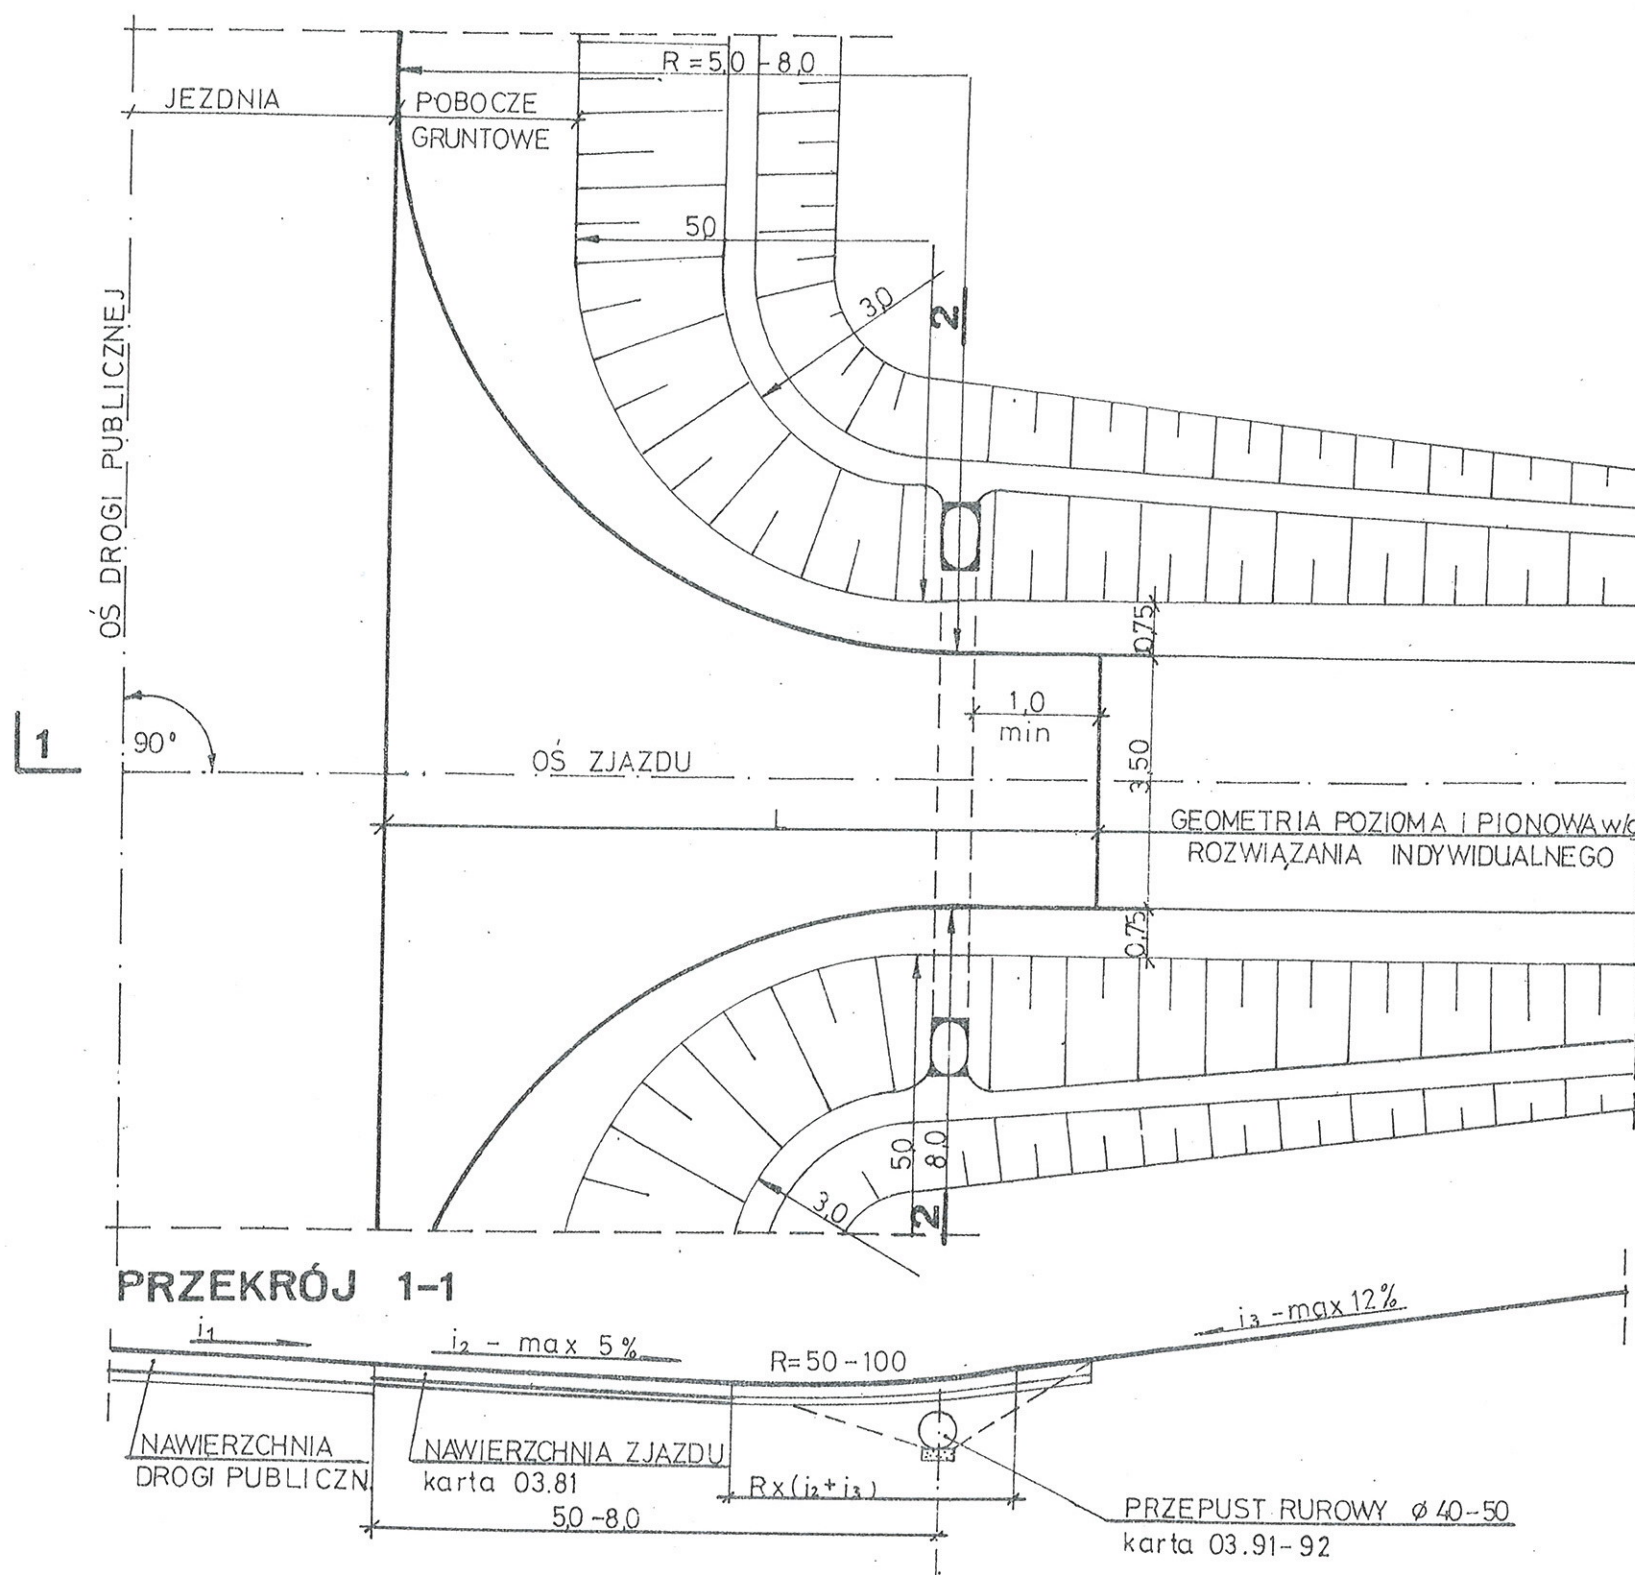 R = 5,0 - 8,0
JEZDNIA
POBOCZE
GRUNTOWE
5,0
3,0
2
OŚ DROGI PUBLICZNEJ
0,75
1,0
min
1
90°
OŚ ZJAZDU
3,50
L
GEOMETRIA POZIOMA I PIONOWA w/g
ROZWIĄZANIA INDYWIDUALNEGO
0,75
5,0
8,0
3,0
2
PRZEKRÓJ 1-1
i₁
i₂ - max 5%
R=50-100
i₃ - max 12%
NAWIERZCHNIA
DROGI PUBLICZN.
NAWIERZCHNIA ZJAZDU
karta 03.81
Rx(i₂+i₃)
5,0-8,0
PRZEPUST RUROWY ø 40-50
karta 03.91-92